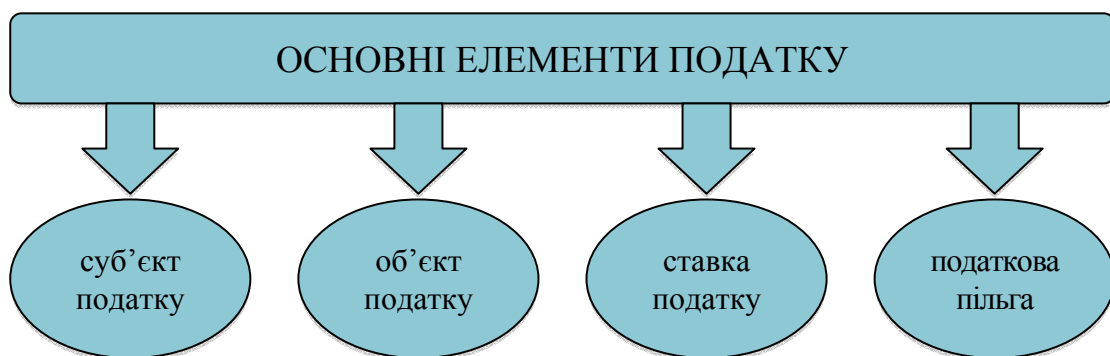 ОСНОВНІ ЕЛЕМЕНТИ ПОДАТКУ
суб’єкт
податку
об’єкт
податку
ставка
податку
податкова
пільга